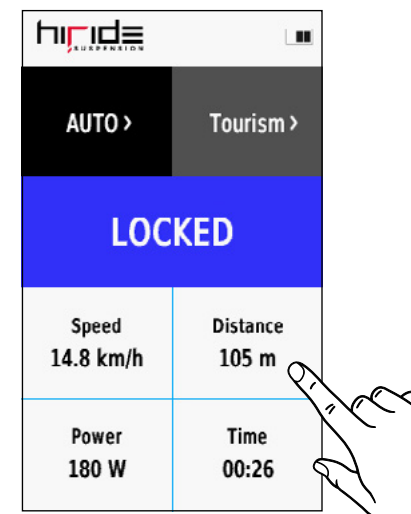 hiride
SUSPENSION
AUTO > Tourism >
LOCKED
Speed Distance
14.8 km/h 105 m
Power Time
180 W 00:26